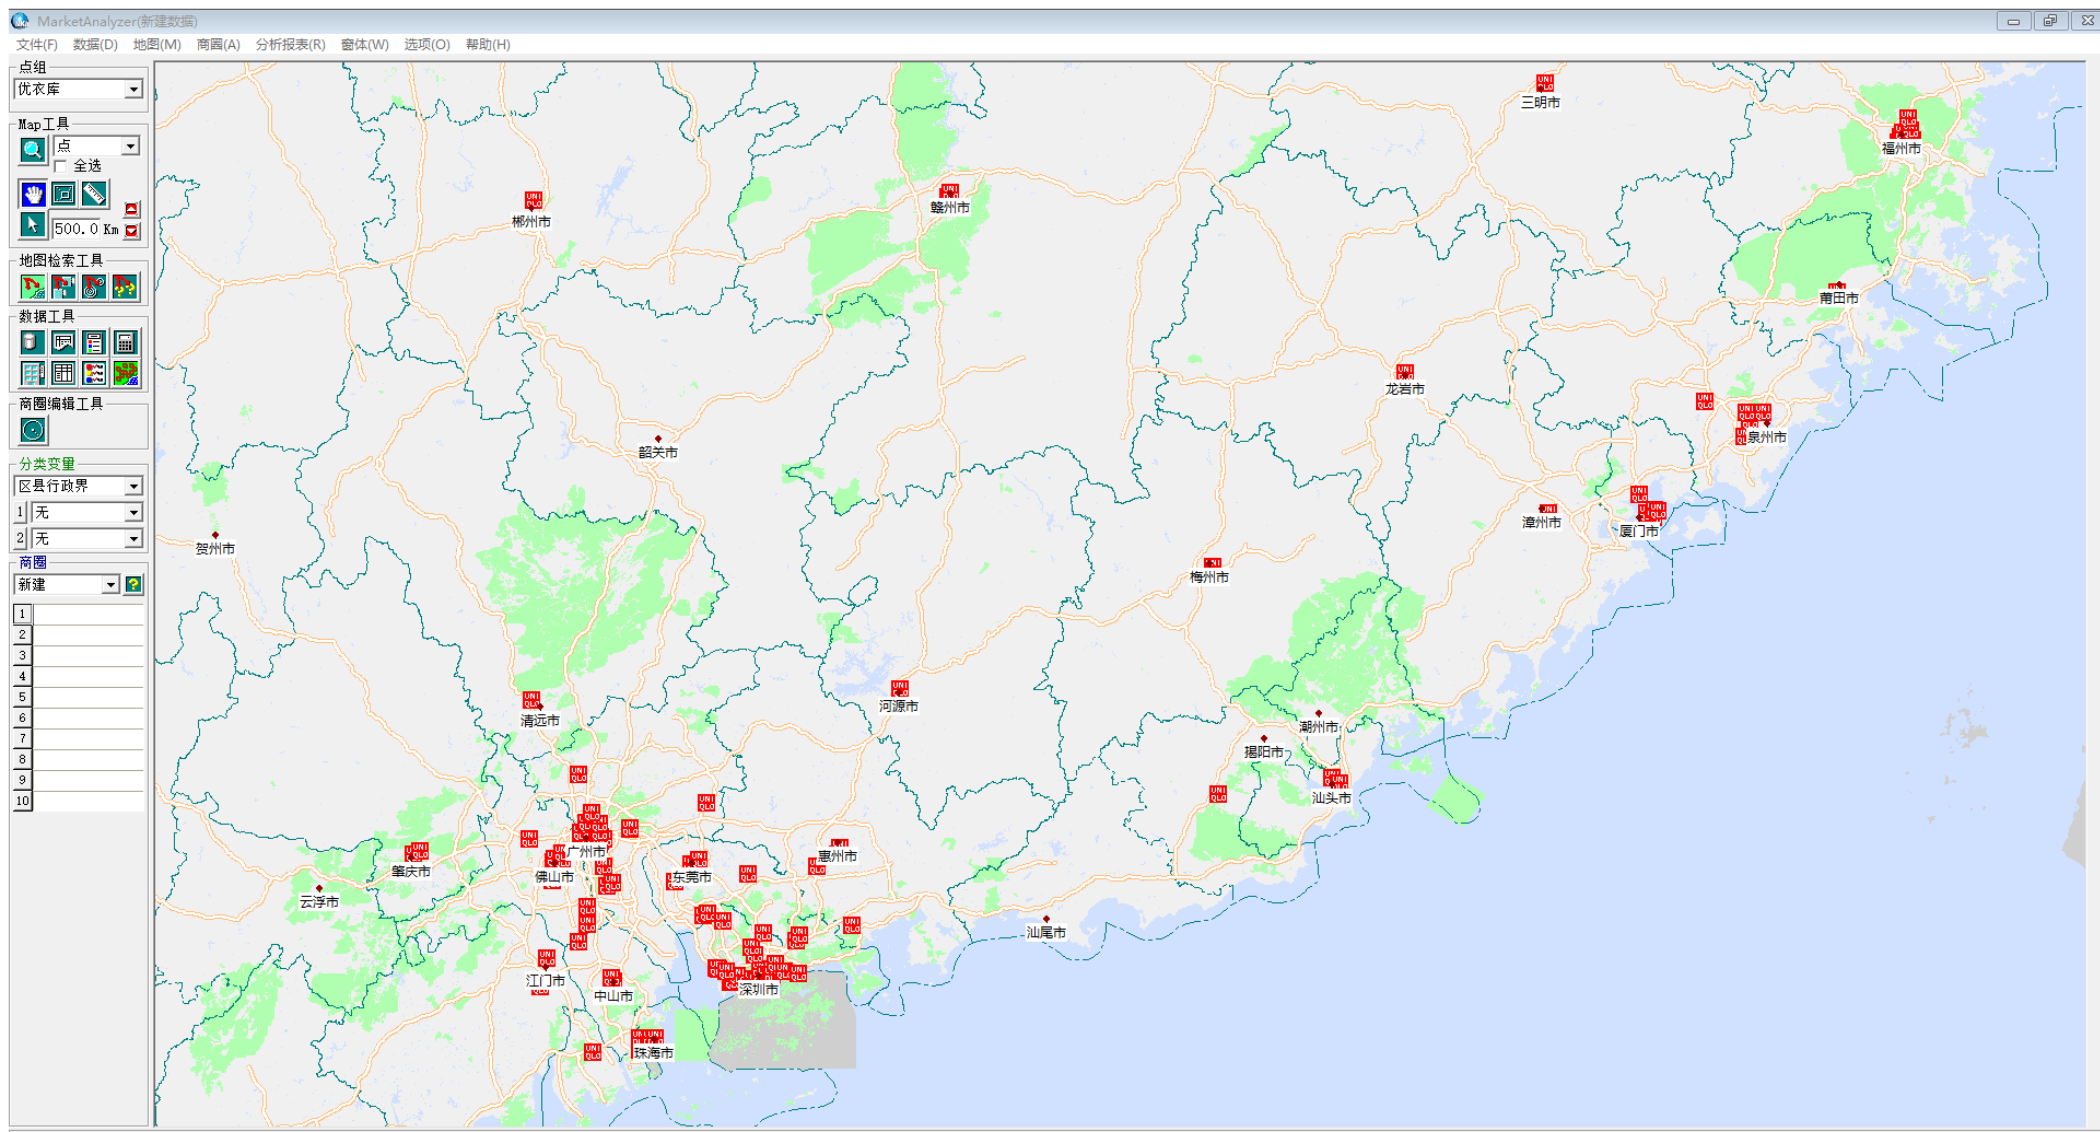 MarketAnalyzer(新建数据)
文件(F) 数据(D) 地图(M) 商圈(A) 分析报表(R) 窗体(W) 选项(O) 帮助(H)
点组
优衣库
Map工具
点
全选
500.0 Km
地图检索工具
数据工具
商圈编辑工具
分类变量
区县行政界
1 无
2 无
商圈
新建
1
2
3
4
5
6
7
8
9
10
UNI
QLO
三明市
福州市
郴州市
赣州市
莆田市
龙岩市
泉州市
韶关市
漳州市
厦门市
贺州市
梅州市
河源市
清远市
潮州市
揭阳市
汕头市
广州市
惠州市
肇庆市
佛山市
东莞市
云浮市
汕尾市
江门市
中山市
深圳市
珠海市